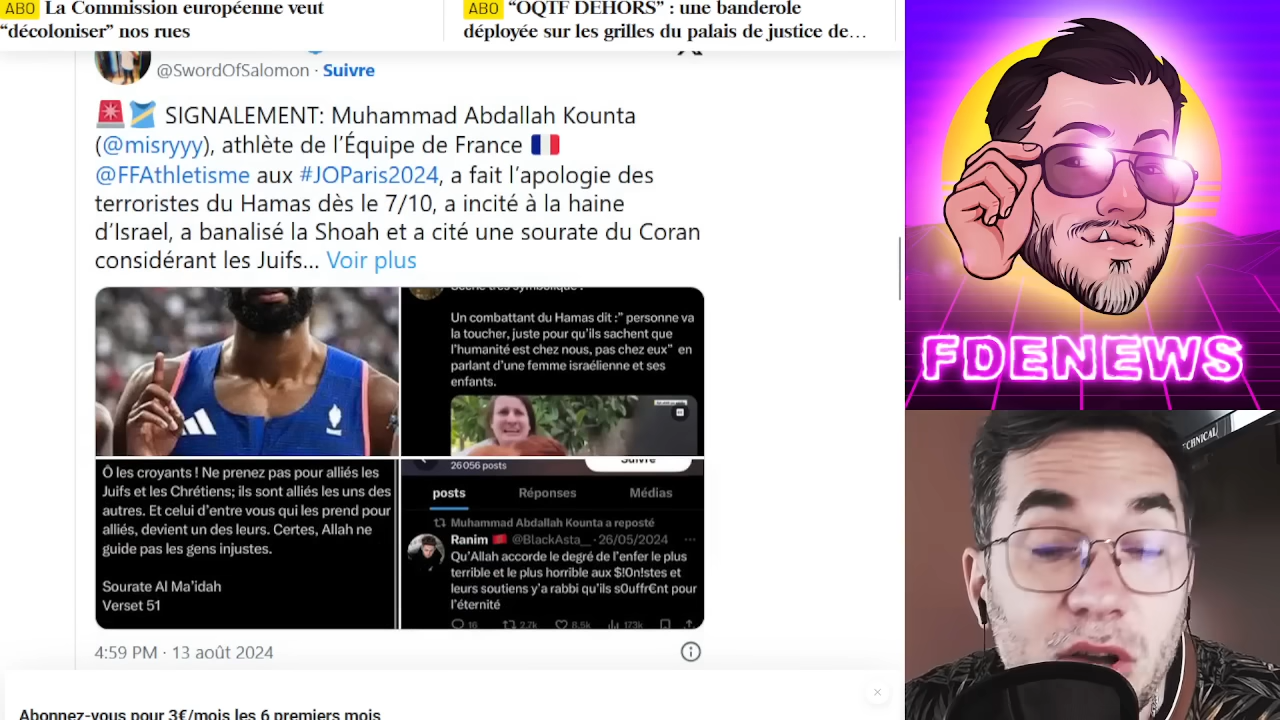 ABO La Commission européenne veut
“décoloniser” nos rues
ABO “OQTF DEHORS” : une banderole
déployée sur les grilles du palais de justice de…
@SwordOfSalomon · Suivre
SIGNALEMENT: Muhammad Abdallah Kounta
(@misryyy), athlète de l’Équipe de France
@FFAthletisme aux #JOParis2024, a fait l’apologie des
terroristes du Hamas dès le 7/10, a incité à la haine
d’Israel, a banalisé la Shoah et a cité une sourate du Coran
considérant les Juifs... Voir plus
Scène très symbolique :
Un combattant du Hamas dit :” personne va
la toucher, juste pour qu’ils sachent que
l’humanité est chez nous, pas chez eux” en
parlant d’une femme israélienne et ses
enfants.
Ô les croyants ! Ne prenez pas pour alliés les
Juifs et les Chrétiens; ils sont alliés les uns des
autres. Et celui d’entre vous qui les prend pour
alliés, devient un des leurs. Certes, Allah ne
guide pas les gens injustes.
Sourate Al Ma’idah
Verset 51
26 056 posts
Suivre
posts Réponses Médias
Muhammad Abdallah Kounta a reposté
Ranim @BlackAsta_ · 26/05/2024
Qu’Allah accorde le degré de l’enfer le plus
terrible et le plus horrible aux $!0n!stes et
leurs soutiens y’a rabbi qu’ils s0uffr€nt pour
l’éternité
16 2,7k 8,5k 173k
4:59 PM · 13 août 2024
Abonnez-vous pour 3€/mois les 6 premiers mois
FDENEWS